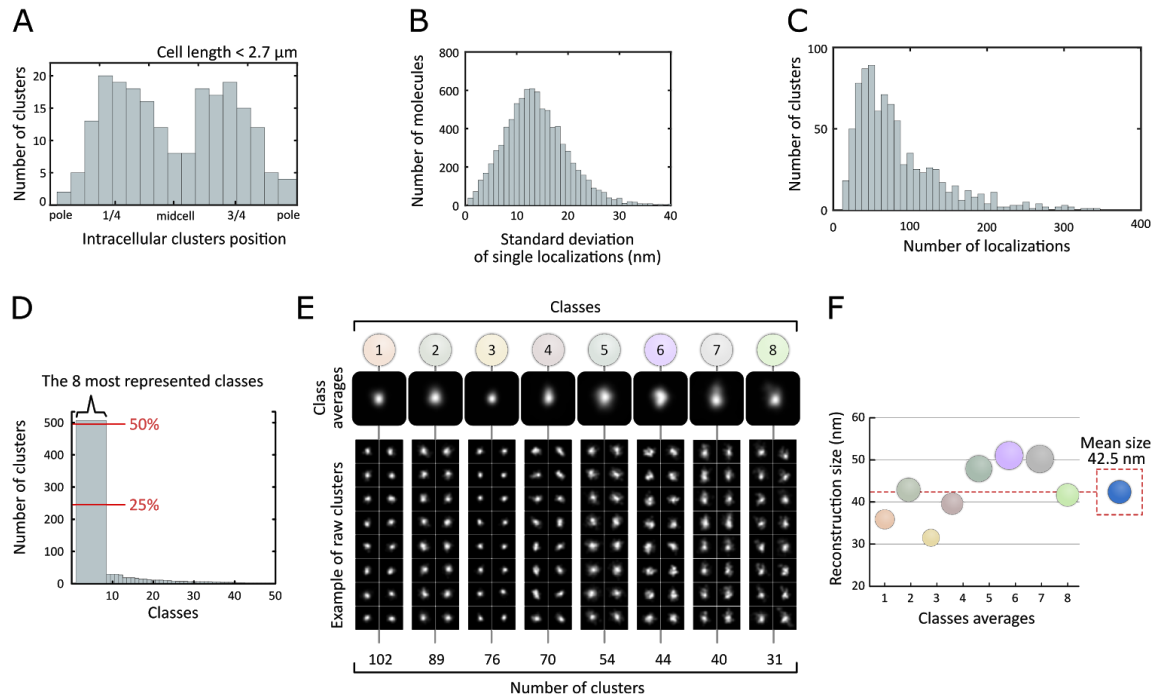 A
Cell length < 2.7 µm
Number of clusters
20
15
10
5
0
pole 1/4 midcell 3/4 pole
Intracellular clusters position
B
Number of molecules
800
600
400
200
0
0 10 20 30 40
Standard deviation
of single localizations (nm)
C
Number of clusters
100
50
0
0 100 200 300 400
Number of localizations
D
The 8 most represented classes
Number of clusters
500
400
300
200
100
0
50%
25%
10 20 30 40 50
Classes
E
Classes
1 2 3 4 5 6 7 8
Class
averages
Example of raw clusters
102 89 76 70 54 44 40 31
Number of clusters
F
Reconstruction size (nm)
60
50
40
30
20
1 2 3 4 5 6 7 8
Classes averages
Mean size
42.5 nm